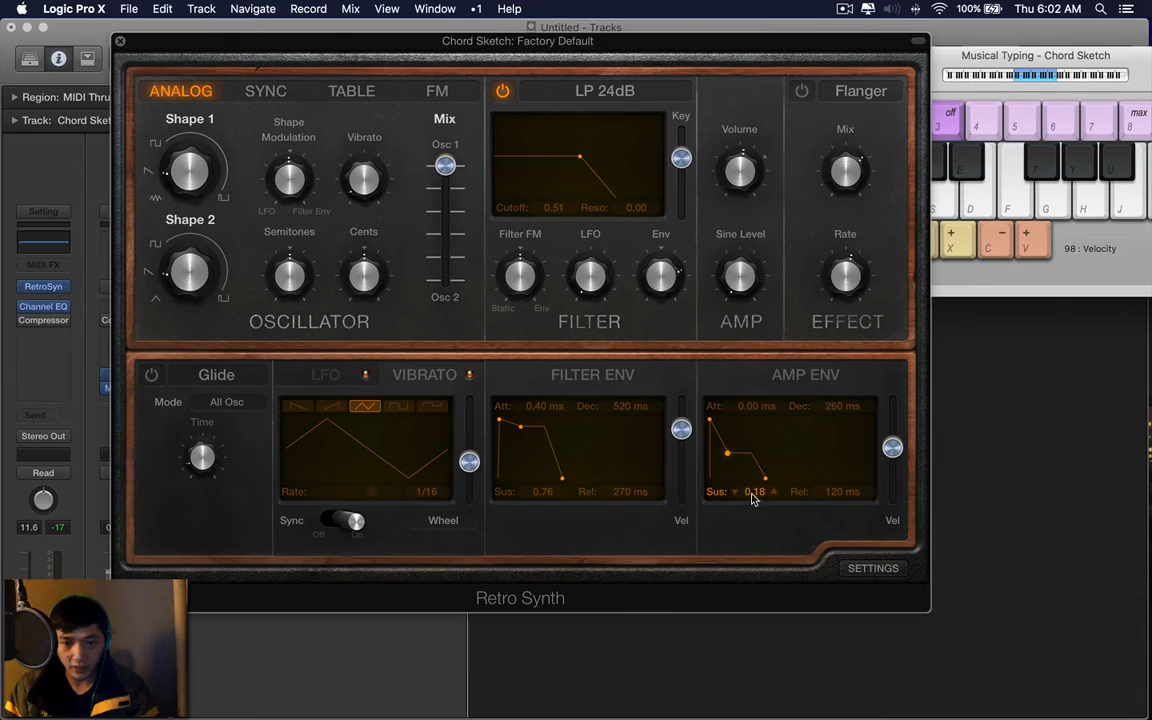 Logic Pro X File Edit Track Navigate Record Mix View Window •1 Help 100% Thu 6:02 AM
Untitled - Tracks
Chord Sketch: Factory Default
Musical Typing - Chord Sketch
Region: MIDI Thru
Track: Chord Sketc
ANALOG SYNC TABLE FM
LP 24dB
Flanger
off max
3 4 5 6 7 8
Shape 1
Shape Modulation
Vibrato
Mix
Osc 1
Key
Volume
Mix
LFO Filter Env
E T Y U
S D F G H J
Cutoff: 0.51 Reso: 0.00
Shape 2
Semitones
Cents
Filter FM
LFO
Env
Sine Level
Rate
+ − +
X C V
98 : Velocity
Setting
MIDI FX
RetroSyn
Channel EQ
Compressor
Osc 2
Static Env
OSCILLATOR
FILTER
AMP
EFFECT
Glide
LFO
VIBRATO
FILTER ENV
AMP ENV
Mode All Osc
Time
Att: 0.40 ms Dec: 520 ms
Att: 0.00 ms Dec: 260 ms
Send
Stereo Out
Read
Rate: 1/16
Sus: 0.76 Rel: 270 ms
Sus: 0.18 Rel: 120 ms
11.6 -17
Sync
Off On
Wheel
Vel
Vel
SETTINGS
Retro Synth